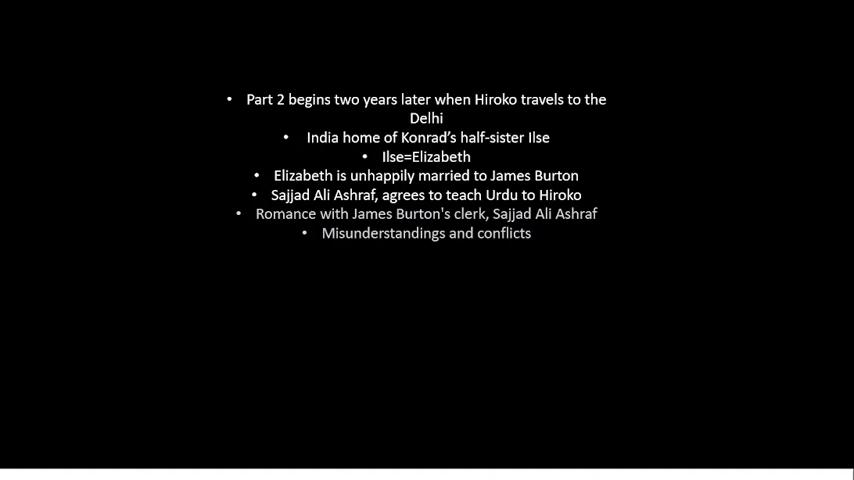 • Part 2 begins two years later when Hiroko travels to the
Delhi
• India home of Konrad's half-sister Ilse
• Ilse=Elizabeth
• Elizabeth is unhappily married to James Burton
• Sajjad Ali Ashraf, agrees to teach Urdu to Hiroko
• Romance with James Burton's clerk, Sajjad Ali Ashraf
• Misunderstandings and conflicts